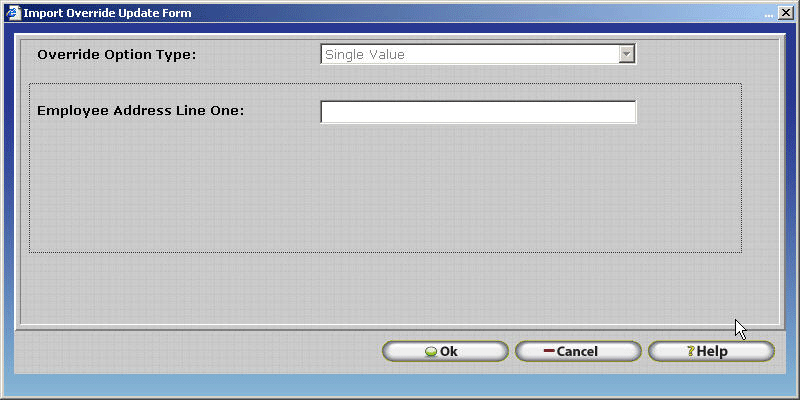 Import Override Update Form
Override Option Type: Single Value
Employee Address Line One:
Ok Cancel ?Help